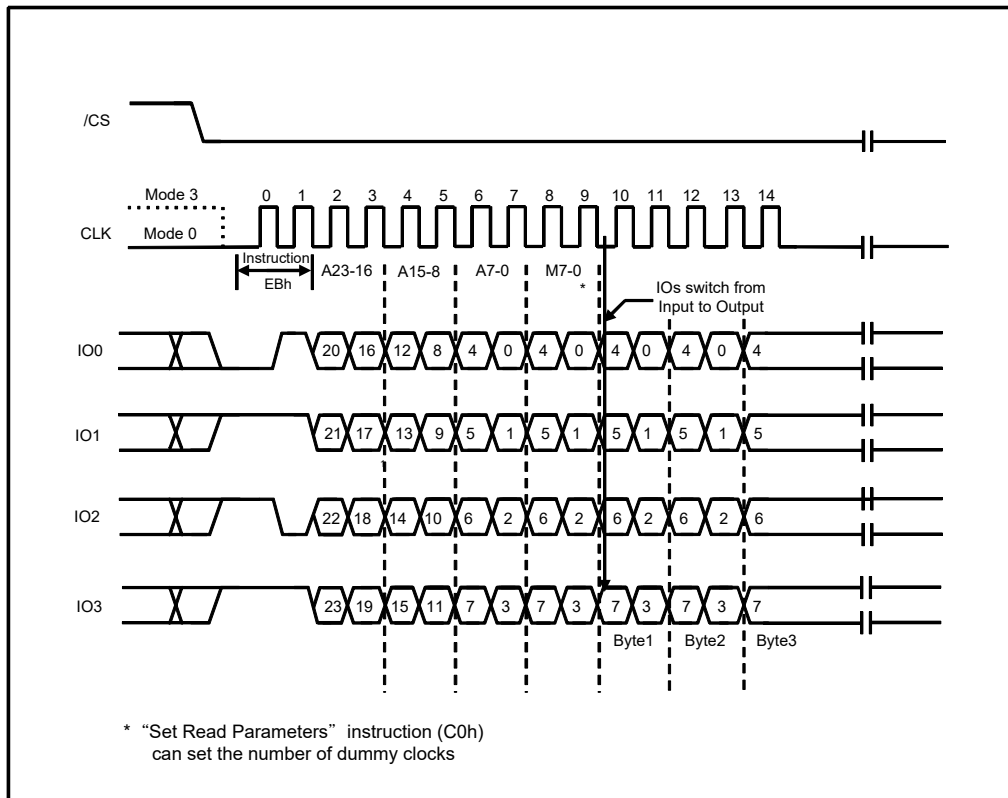 /CS
Mode 3
0 1 2 3 4 5 6 7 8 9 10 11 12 13 14
CLK
Mode 0
Instruction
EBh
A23-16
A15-8
A7-0
M7-0
*
IOs switch from
Input to Output
IO0
20 16 12 8 4 0 4 0 4 0 4 0 4
IO1
21 17 13 9 5 1 5 1 5 1 5 1 5
IO2
22 18 14 10 6 2 6 2 6 2 6 2 6
IO3
23 19 15 11 7 3 7 3 7 3 7 3 7
Byte1 Byte2 Byte3
* “Set Read Parameters” instruction (C0h)
can set the number of dummy clocks